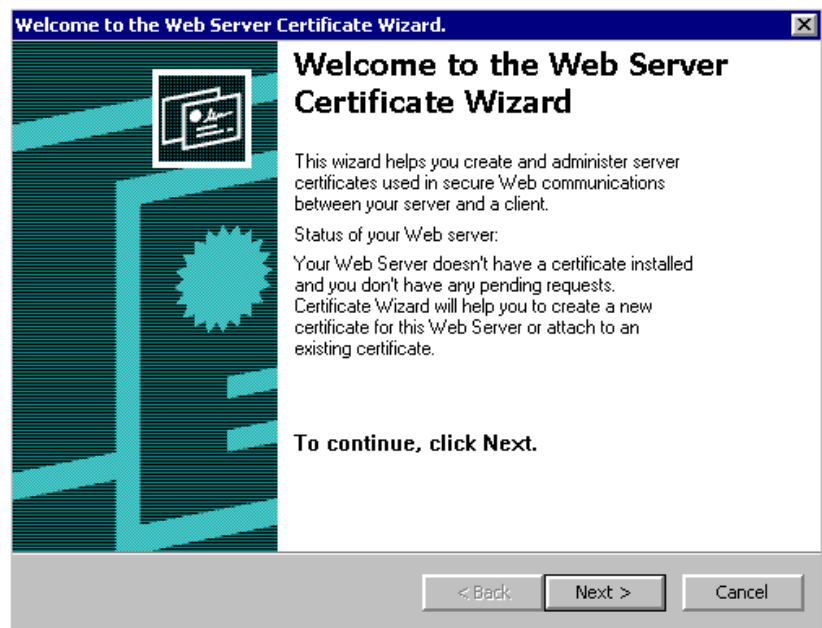 Welcome to the Web Server Certificate Wizard.
Welcome to the Web Server
Certificate Wizard
This wizard helps you create and administer server
certificates used in secure Web communications
between your server and a client.
Status of your Web server:
Your Web Server doesn't have a certificate installed
and you don't have any pending requests.
Certificate Wizard will help you to create a new
certificate for this Web Server or attach to an
existing certificate.
To continue, click Next.
< Back
Next >
Cancel